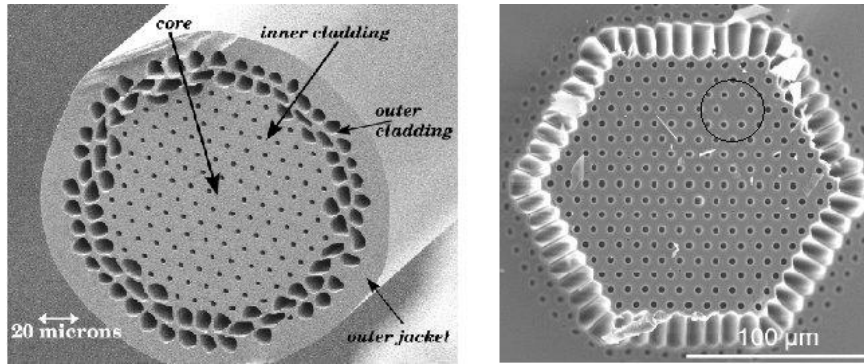 core
inner cladding
outer
cladding
20 microns
outer jacket
100 µm